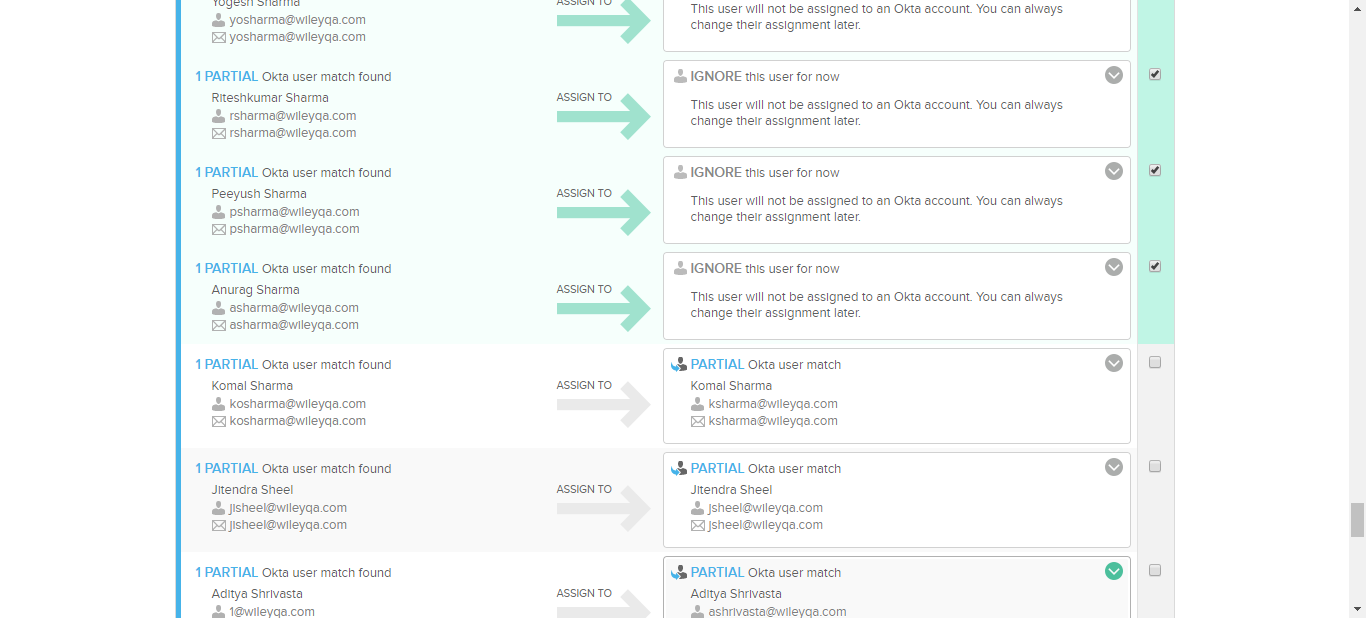 Yogesh Sharma
yosharma@wileyqa.com
yosharma@wileyqa.com
ASSIGN TO
This user will not be assigned to an Okta account. You can always
change their assignment later.
1 PARTIAL Okta user match found
Riteshkumar Sharma
rsharma@wileyqa.com
rsharma@wileyqa.com
ASSIGN TO
IGNORE this user for now
This user will not be assigned to an Okta account. You can always
change their assignment later.
1 PARTIAL Okta user match found
Peeyush Sharma
psharma@wileyqa.com
psharma@wileyqa.com
ASSIGN TO
IGNORE this user for now
This user will not be assigned to an Okta account. You can always
change their assignment later.
1 PARTIAL Okta user match found
Anurag Sharma
asharma@wileyqa.com
asharma@wileyqa.com
ASSIGN TO
IGNORE this user for now
This user will not be assigned to an Okta account. You can always
change their assignment later.
1 PARTIAL Okta user match found
Komal Sharma
kosharma@wileyqa.com
kosharma@wileyqa.com
ASSIGN TO
PARTIAL Okta user match
Komal Sharma
ksharma@wileyqa.com
ksharma@wileyqa.com
1 PARTIAL Okta user match found
Jitendra Sheel
jisheel@wileyqa.com
jisheel@wileyqa.com
ASSIGN TO
PARTIAL Okta user match
Jitendra Sheel
jsheel@wileyqa.com
jsheel@wileyqa.com
1 PARTIAL Okta user match found
Aditya Shrivasta
1@wileyqa.com
ASSIGN TO
PARTIAL Okta user match
Aditya Shrivasta
ashrivasta@wileyqa.com